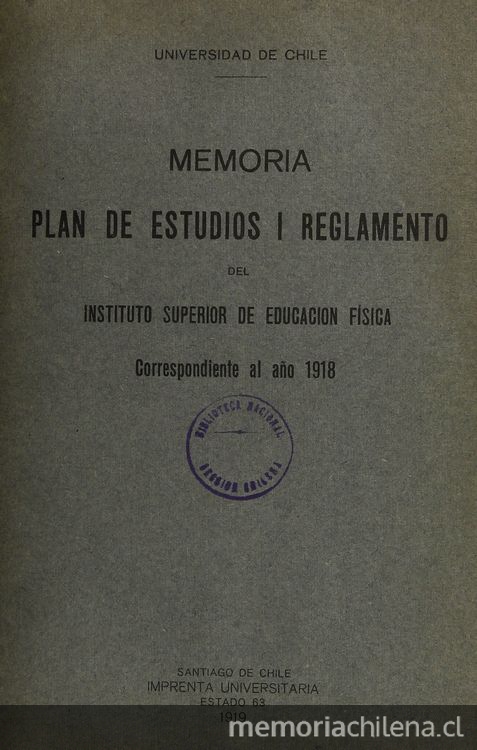 UNIVERSIDAD DE CHILE
MEMORIA
PLAN DE ESTUDIOS I REGLAMENTO
DEL
INSTITUTO SUPERIOR DE EDUCACION FÍSICA
Correspondiente al año 1918
BIBLIOTECA NACIONAL
SECCION CHILENA
SANTIAGO DE CHILE
IMPRENTA UNIVERSITARIA
ESTADO 63
1919
memoriachilena.cl